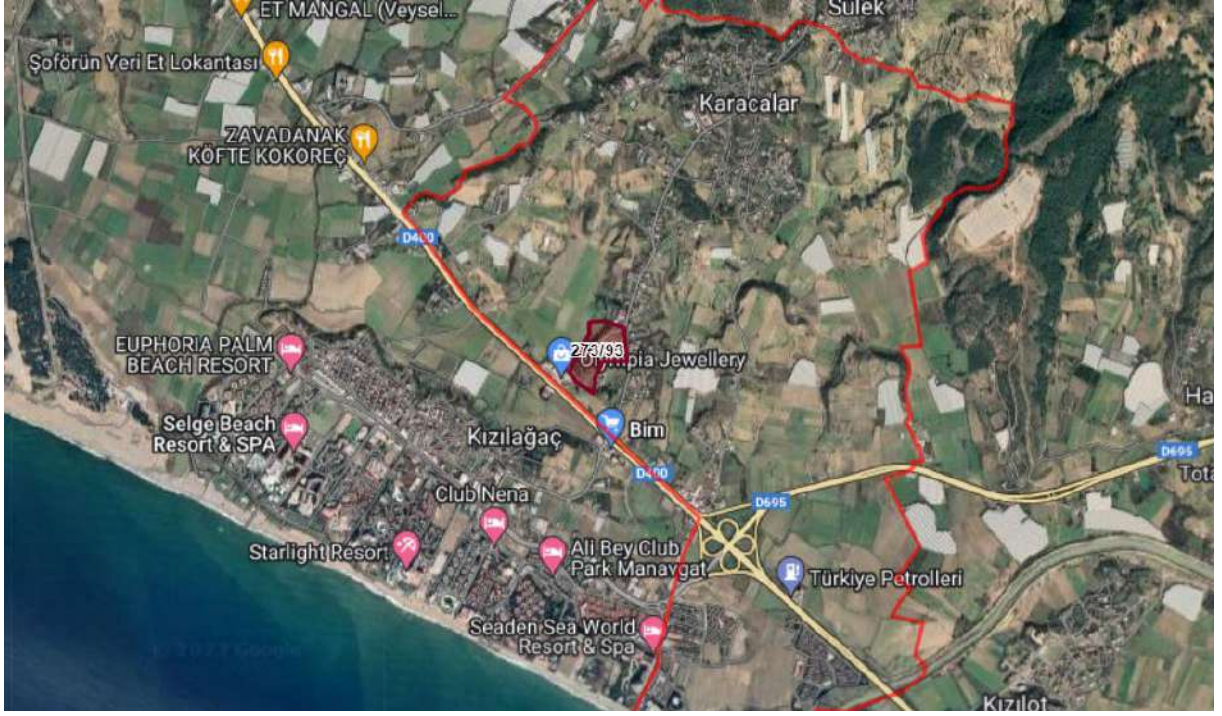 ET MANGAL (Veysel...
Sülek
Şoförün Yeri Et Lokantası
Karacalar
ZAVADANAK
KÖFTE KOKOREÇ
D400
EUPHORIA PALM
BEACH RESORT
273/93
Olympia Jewellery
Selge Beach
Resort & SPA
Kızılağaç
Bim
Ha
D400
D695
Tota
Club Nena
D695
Starlight Resort
Ali Bey Club
Park Manavgat
Türkiye Petrolleri
Seaden Sea World
Resort & Spa
Google
Kızılot